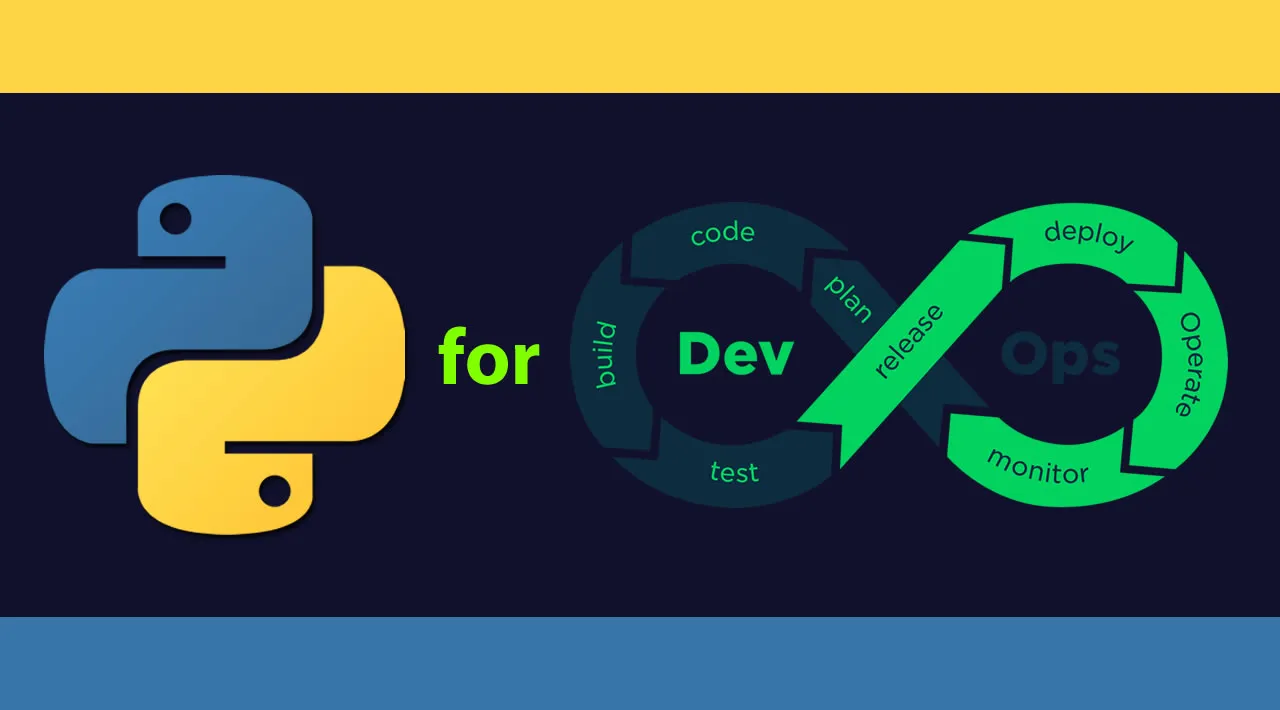 for
Dev
Ops
plan
code
build
test
release
deploy
Operate
monitor